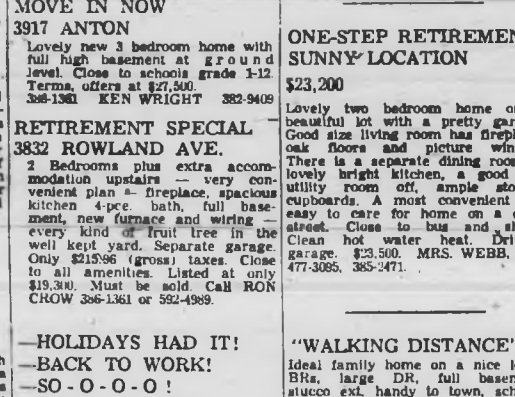 MOVE IN NOW
3917 ANTON
Lovely new 3 bedroom home with
full high basement at ground
level. Close to schools grade 1-12.
Terms, offers at $27,500.
386-1361 KEN WRIGHT 382-9409
RETIREMENT SPECIAL
3832 ROWLAND AVE.
2 Bedrooms plus extra accom-
modation upstairs — very con-
venient plan — fireplace, spacious
kitchen 4-pce. bath, full base-
ment, new furnace and wiring —
every kind of fruit tree in the
well kept yard. Separate garage.
Only $215.96 (gross) taxes. Close
to all amenities. Listed at only
$19,300. Must be sold. Call RON
CROW 386-1361 or 592-4989.
—HOLIDAYS HAD IT!
—BACK TO WORK!
—SO-O-O-O!
ONE-STEP RETIREMEN
SUNNY LOCATION
$23,200
Lovely two bedroom home o
beautiful lot with a pretty gar
Good size living room has firepl
oak floors and picture win
There is a separate dining roo
lovely bright kitchen, a good
utility room off, ample sto
cupboards. A most convenient
easy to care for home on a
street. Close to bus and sh
Clean hot water heat. Dri
garage. $23,500. MRS. WEBB,
477-3095, 385-2471.
"WALKING DISTANCE"
Ideal family home on a nice l
BRs, large DR, full basem
stucco ext. handy to town, sch